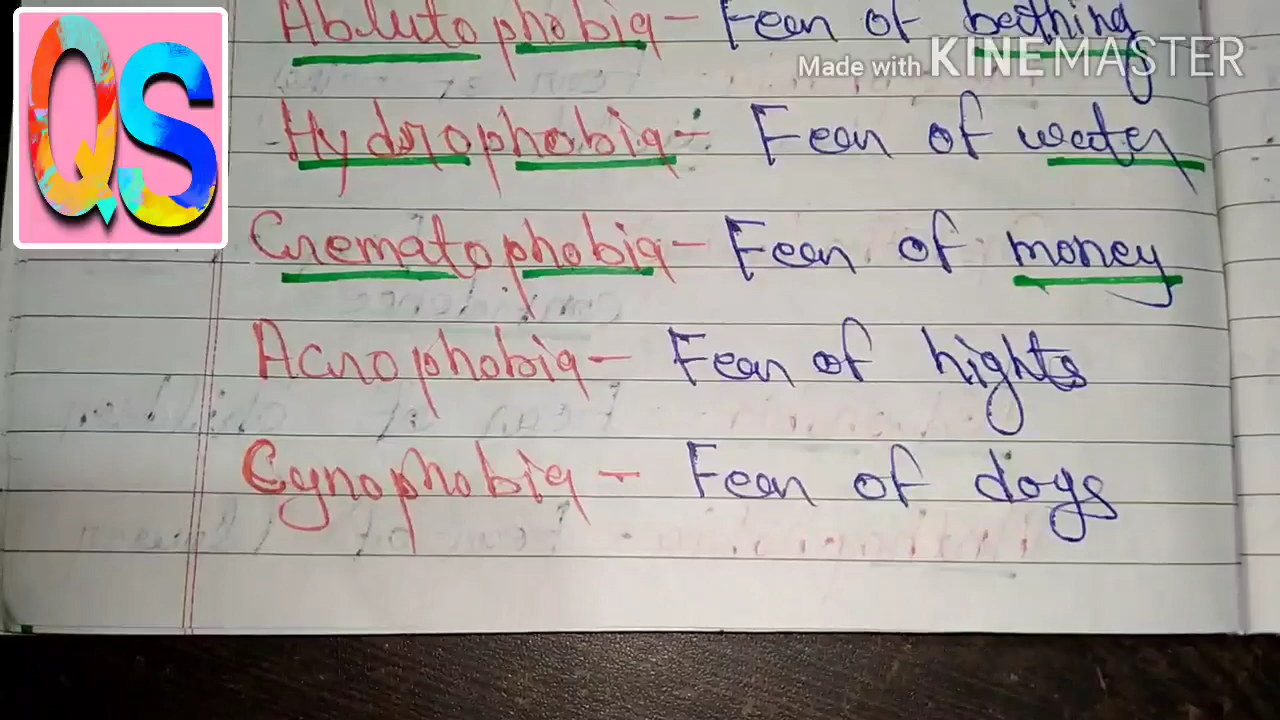 Ablutophobia - Fear of bathing
Made with KINEMASTER
QS
Hydrophobia - Fear of water
Crematophobia - Fear of money
Acrophobia - Fear of hights
Cynophobia - Fear of dogs